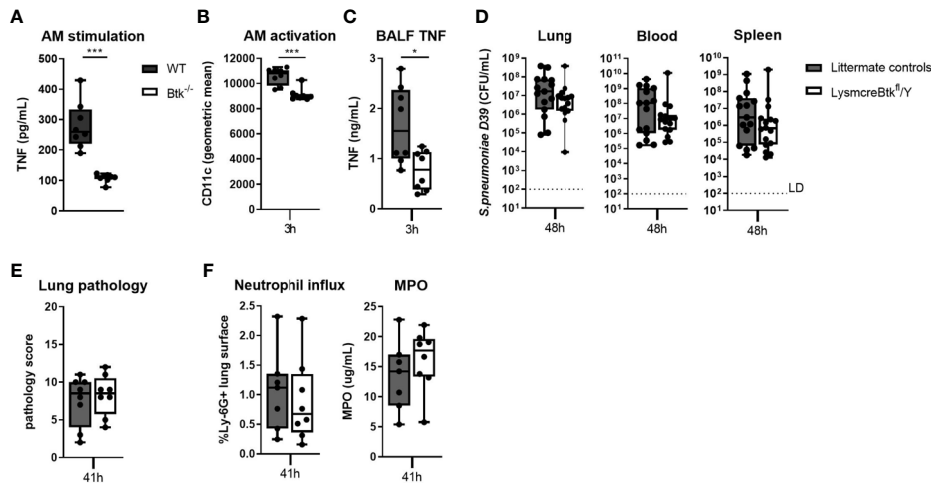 A
AM stimulation
***
TNF (pg/mL)
500
400
300
200
100
0
WT
Btk-/-
B
AM activation
***
CD11c (geometric mean)
12000
10000
8000
6000
4000
2000
0
3h
C
BALF TNF
*
TNF (ng/mL)
3
2
1
0
3h
D
Lung
S.pneumoniae D39 (CFU/mL)
10⁹
10⁸
10⁷
10⁶
10⁵
10⁴
10³
10²
10¹
48h
Blood
10¹¹
10¹⁰
10⁹
10⁸
10⁷
10⁶
10⁵
10⁴
10³
10²
10¹
48h
Spleen
10¹⁰
10⁹
10⁸
10⁷
10⁶
10⁵
10⁴
10³
10²
10¹
LD
48h
Littermate controls
LysmcreBtkfl/Y
E
Lung pathology
pathology score
20
15
10
5
0
41h
F
Neutrophil influx
%Ly-6G+ lung surface
2.5
2.0
1.5
1.0
0.5
0.0
41h
MPO
MPO (ug/mL)
25
20
15
10
5
0
41h